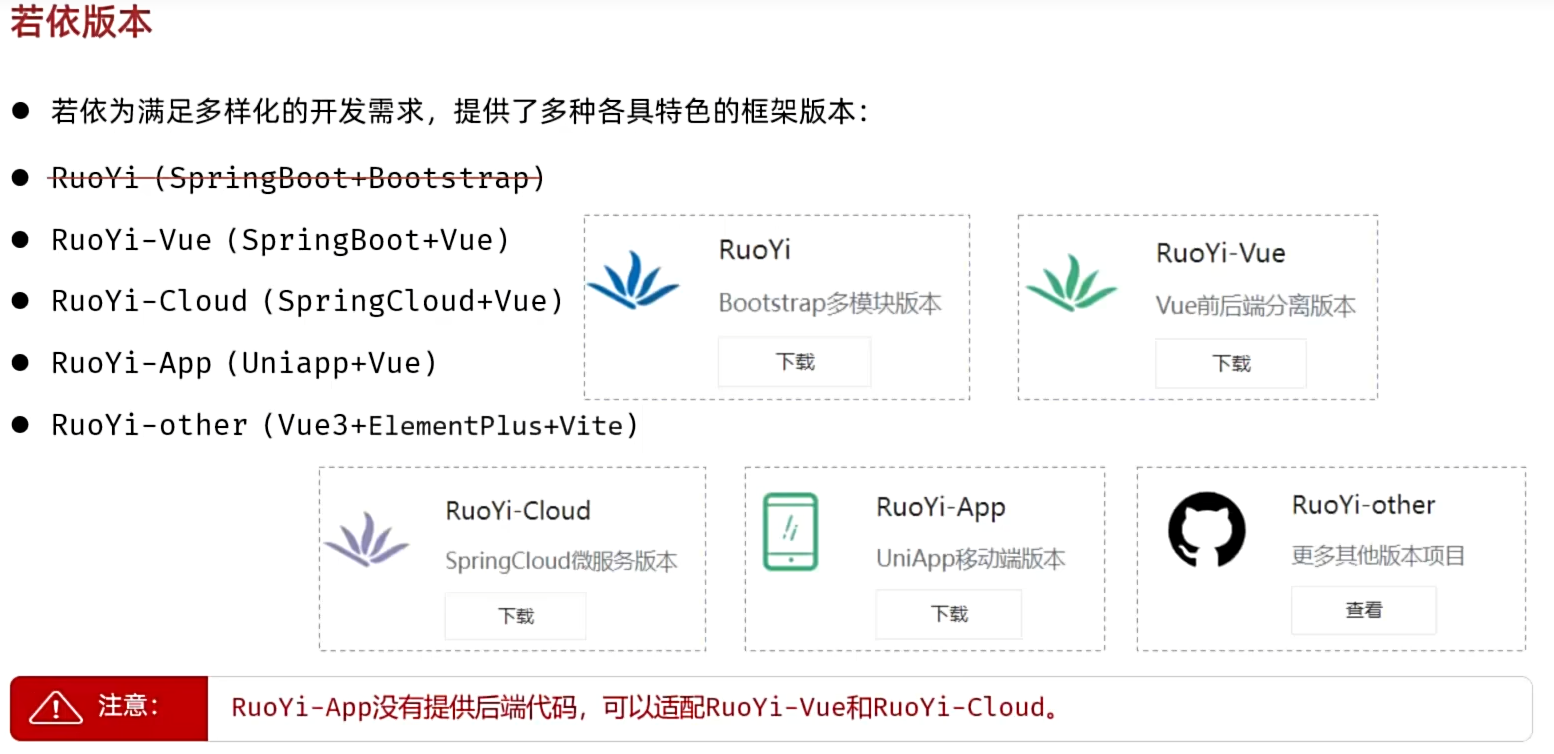 若依版本
● 若依为满足多样化的开发需求，提供了多种各具特色的框架版本：
● RuoYi（SpringBoot+Bootstrap）
● RuoYi-Vue（SpringBoot+Vue）
● RuoYi-Cloud（SpringCloud+Vue）
● RuoYi-App（Uniapp+Vue）
● RuoYi-other（Vue3+ElementPlus+Vite）
RuoYi
Bootstrap多模块版本
下载
RuoYi-Vue
Vue前后端分离版本
下载
RuoYi-Cloud
SpringCloud微服务版本
下载
RuoYi-App
UniApp移动端版本
下载
RuoYi-other
更多其他版本项目
查看
注意：
RuoYi-App没有提供后端代码，可以适配RuoYi-Vue和RuoYi-Cloud。